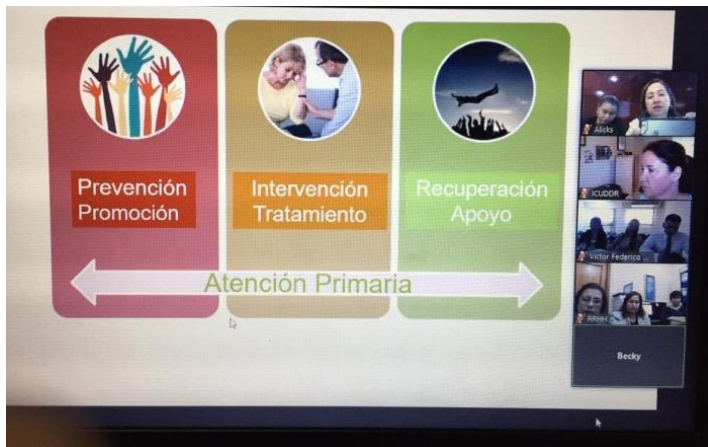 Prevención
Promoción
Intervención
Tratamiento
Recuperación
Apoyo
Atención Primaria
Alicks
ICUDDR
Victor Federico ...
RRHH
Becky